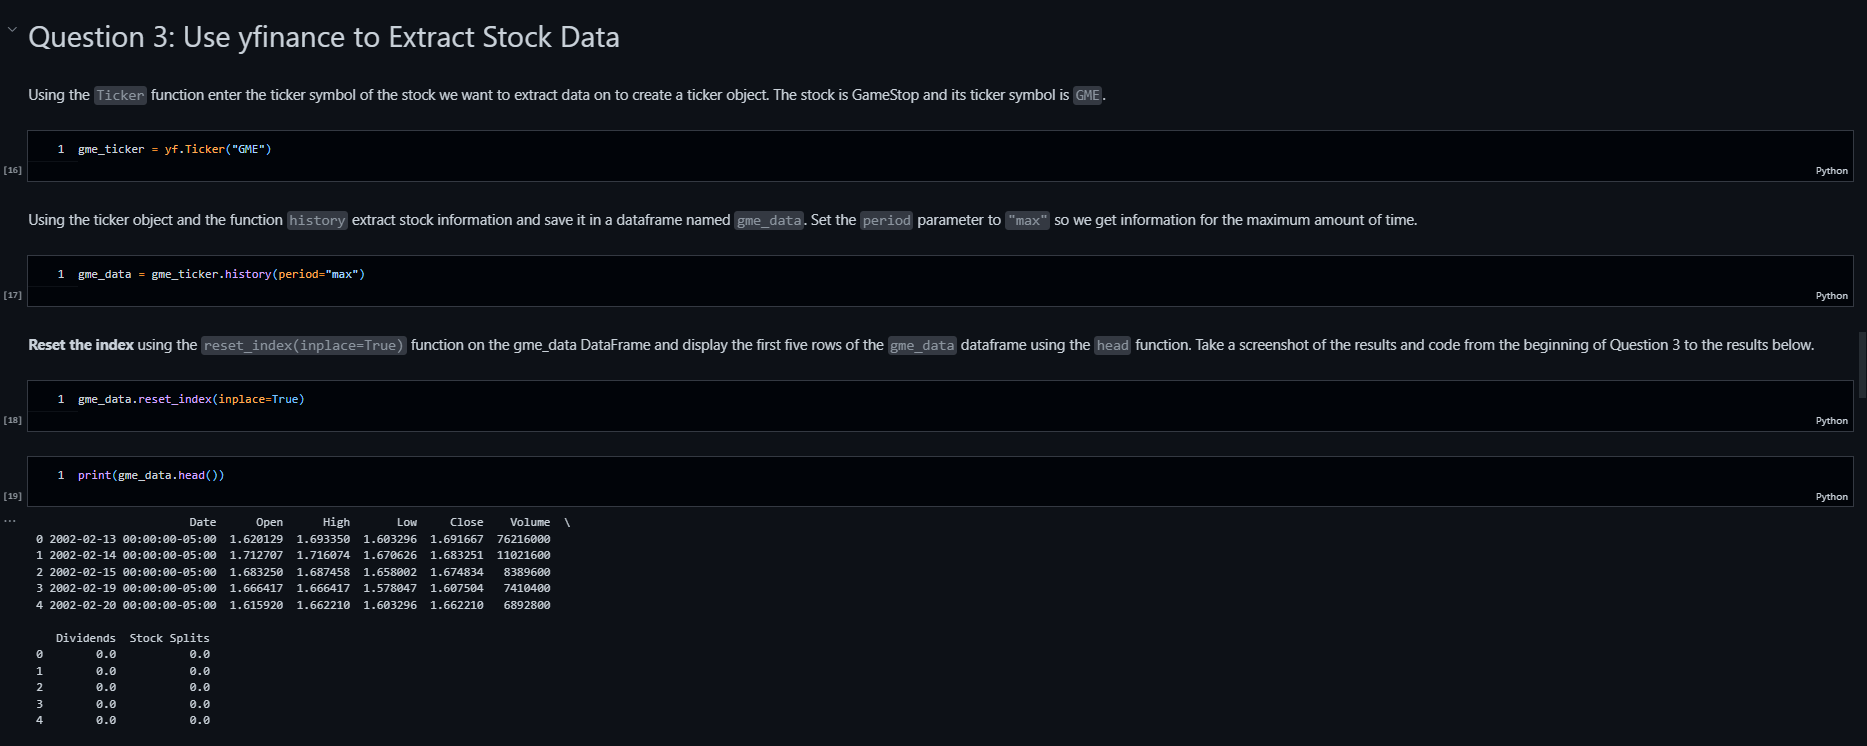 Question 3: Use yfinance to Extract Stock Data
Using the Ticker function enter the ticker symbol of the stock we want to extract data on to create a ticker object. The stock is GameStop and its ticker symbol is GME.
1 gme_ticker = yf.Ticker("GME")
[16]
Python
Using the ticker object and the function history extract stock information and save it in a dataframe named gme_data. Set the period parameter to "max" so we get information for the maximum amount of time.
1 gme_data = gme_ticker.history(period="max")
[17]
Python
Reset the index using the reset_index(inplace=True) function on the gme_data DataFrame and display the first five rows of the gme_data dataframe using the head function. Take a screenshot of the results and code from the beginning of Question 3 to the results below.
1 gme_data.reset_index(inplace=True)
[18]
Python
1 print(gme_data.head())
[19]
Python
...
Date Open High Low Close Volume \
0 2002-02-13 00:00:00-05:00 1.620129 1.693350 1.603296 1.691667 76216000
1 2002-02-14 00:00:00-05:00 1.712707 1.716074 1.670626 1.683251 11021600
2 2002-02-15 00:00:00-05:00 1.683250 1.687458 1.658002 1.674834 8389600
3 2002-02-19 00:00:00-05:00 1.666417 1.666417 1.578047 1.607504 7410400
4 2002-02-20 00:00:00-05:00 1.615920 1.662210 1.603296 1.662210 6892800
Dividends Stock Splits
0 0.0 0.0
1 0.0 0.0
2 0.0 0.0
3 0.0 0.0
4 0.0 0.0